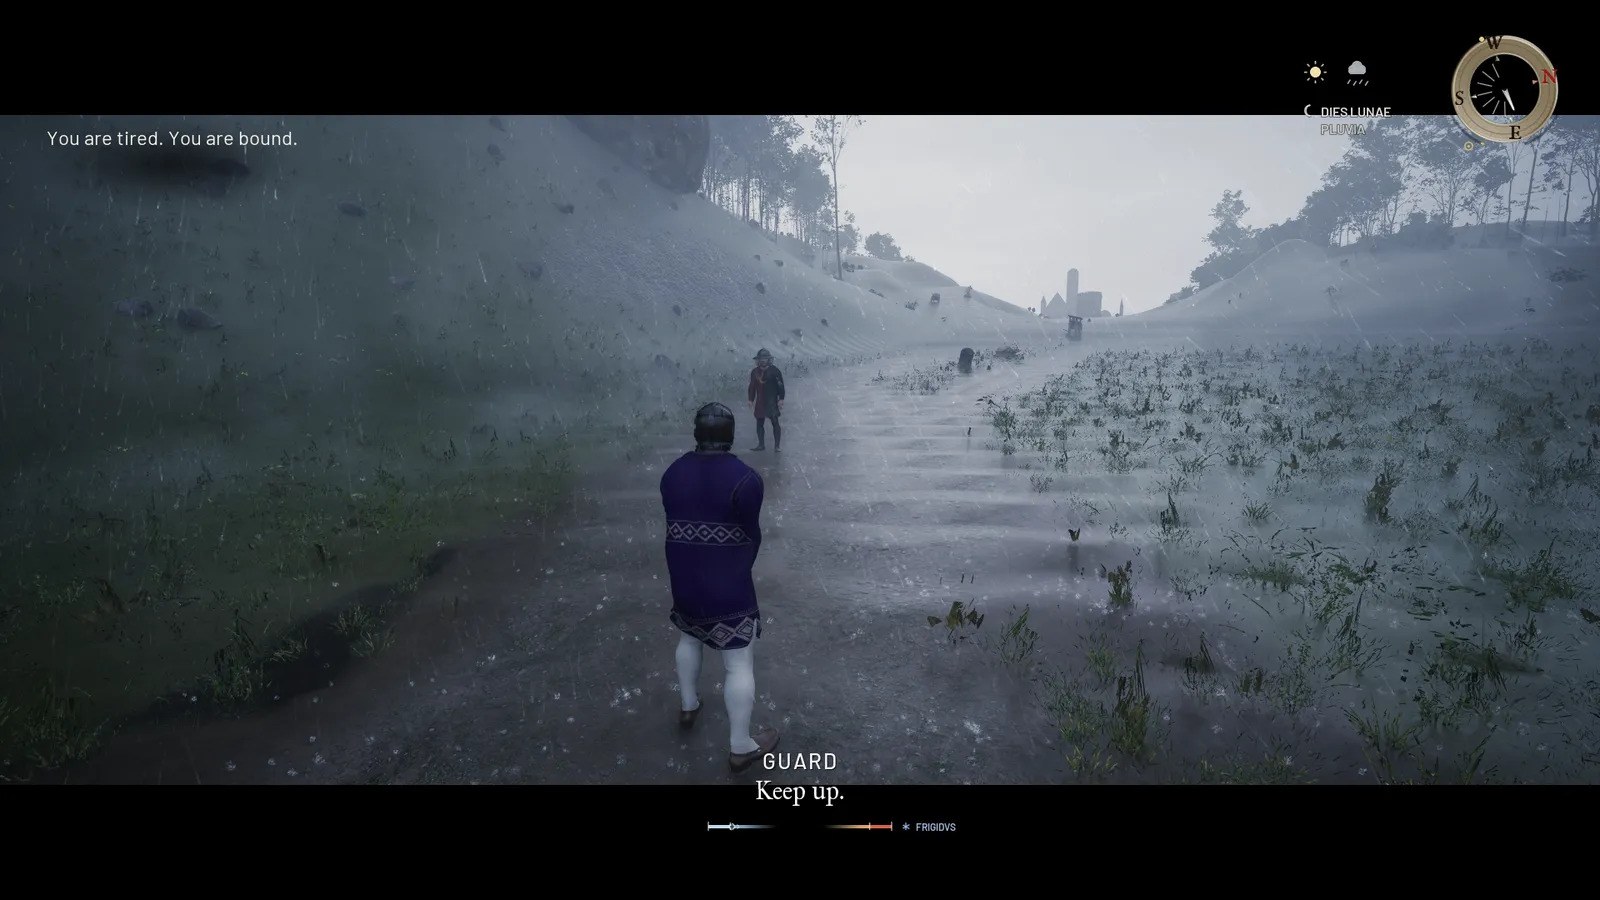 W
N
S
E
DIES LUNAE
PLUVIA
You are tired. You are bound.
GUARD
Keep up.
FRIGIDVS